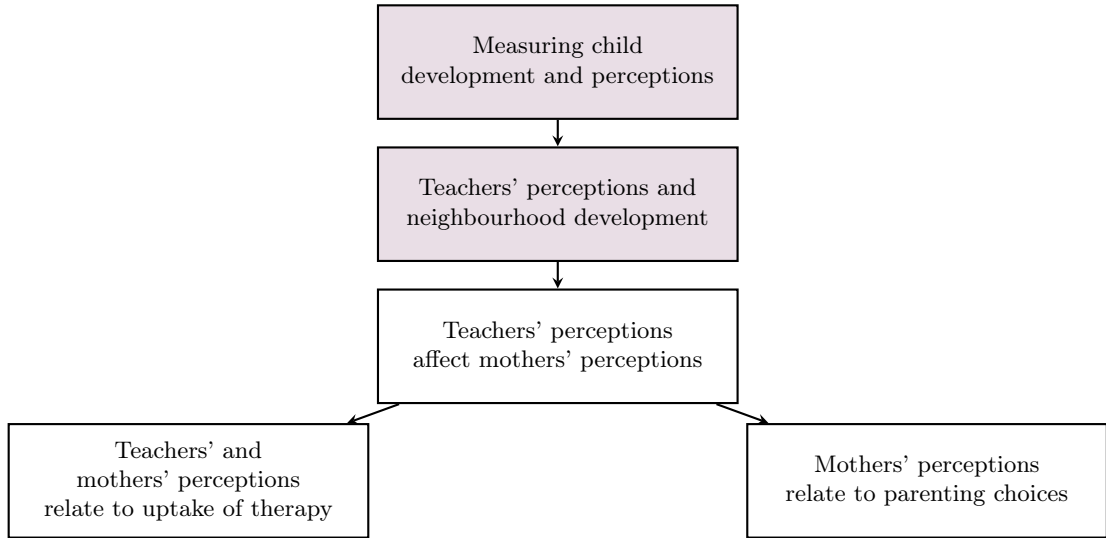 Measuring child
development and perceptions
Teachers’ perceptions and
neighbourhood development
Teachers’ perceptions
affect mothers’ perceptions
Teachers’ and
mothers’ perceptions
relate to uptake of therapy
Mothers’ perceptions
relate to parenting choices